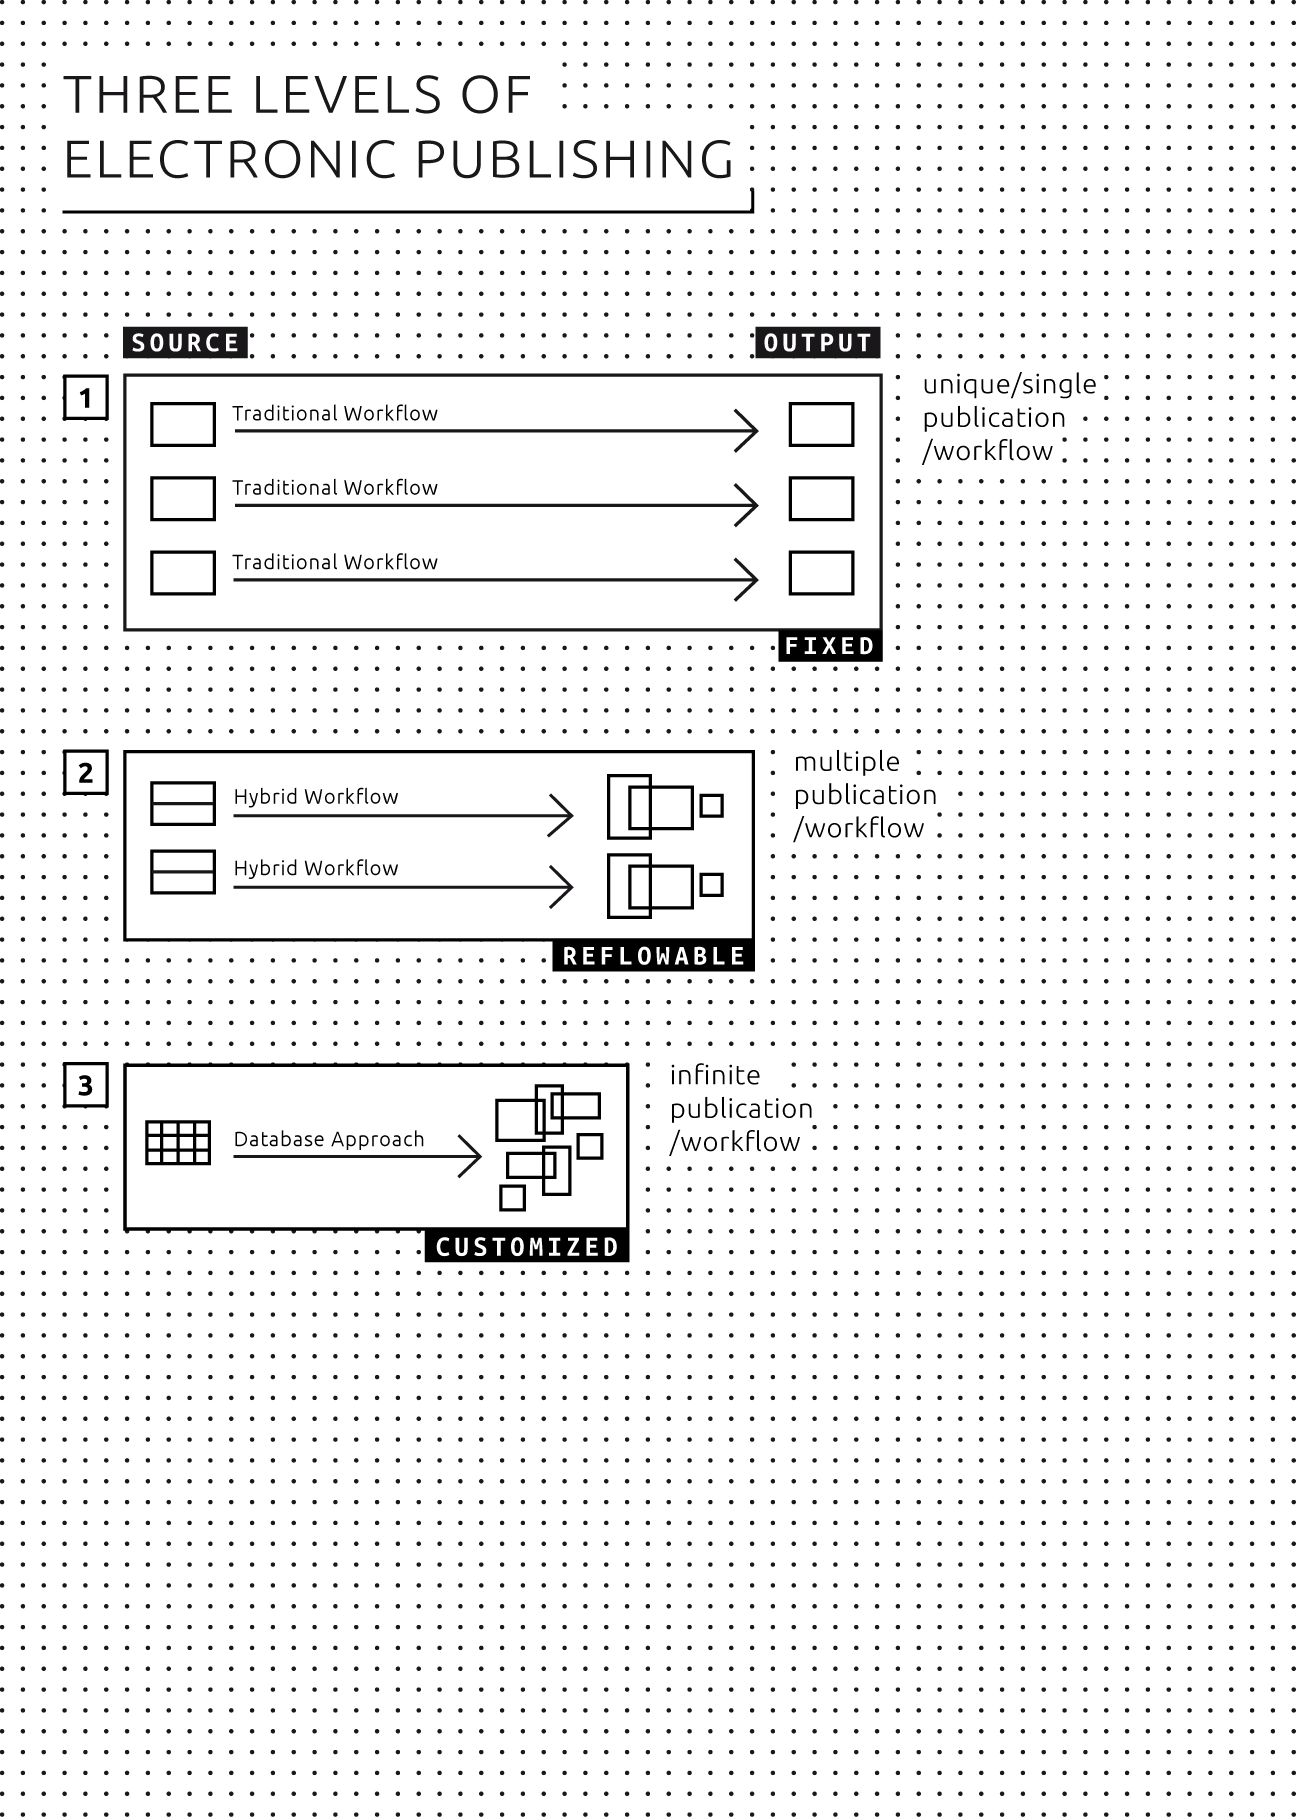 THREE LEVELS OF
ELECTRONIC PUBLISHING
SOURCE
OUTPUT
1
Traditional Workflow
Traditional Workflow
Traditional Workflow
unique/single
publication
/workflow
FIXED
2
Hybrid Workflow
Hybrid Workflow
multiple
publication
/workflow
REFLOWABLE
3
Database Approach
infinite
publication
/workflow
CUSTOMIZED